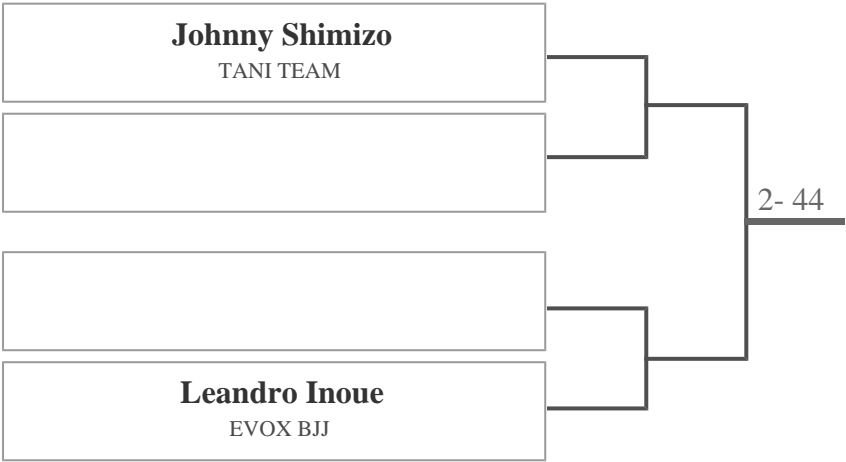 Johnny Shimizo
TANI TEAM
2- 44
Leandro Inoue
EVOX BJJ